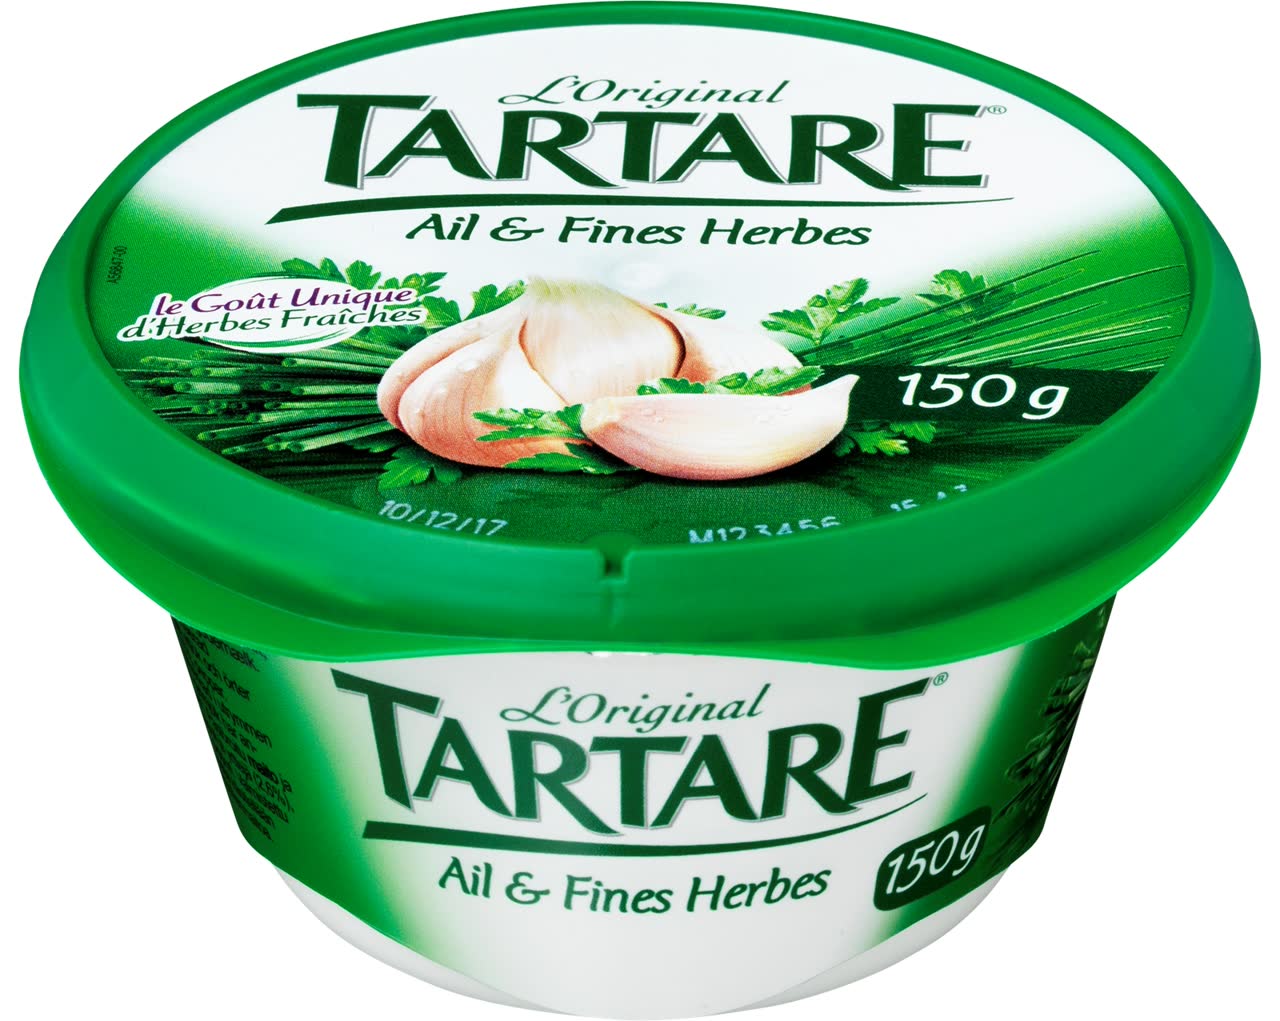 L'Original
TARTARE®
Ail & Fines Herbes
le Goût Unique
d'Herbes Fraîches
150 g
10/12/17
M123456
L'Original
TARTARE®
Ail & Fines Herbes
150g